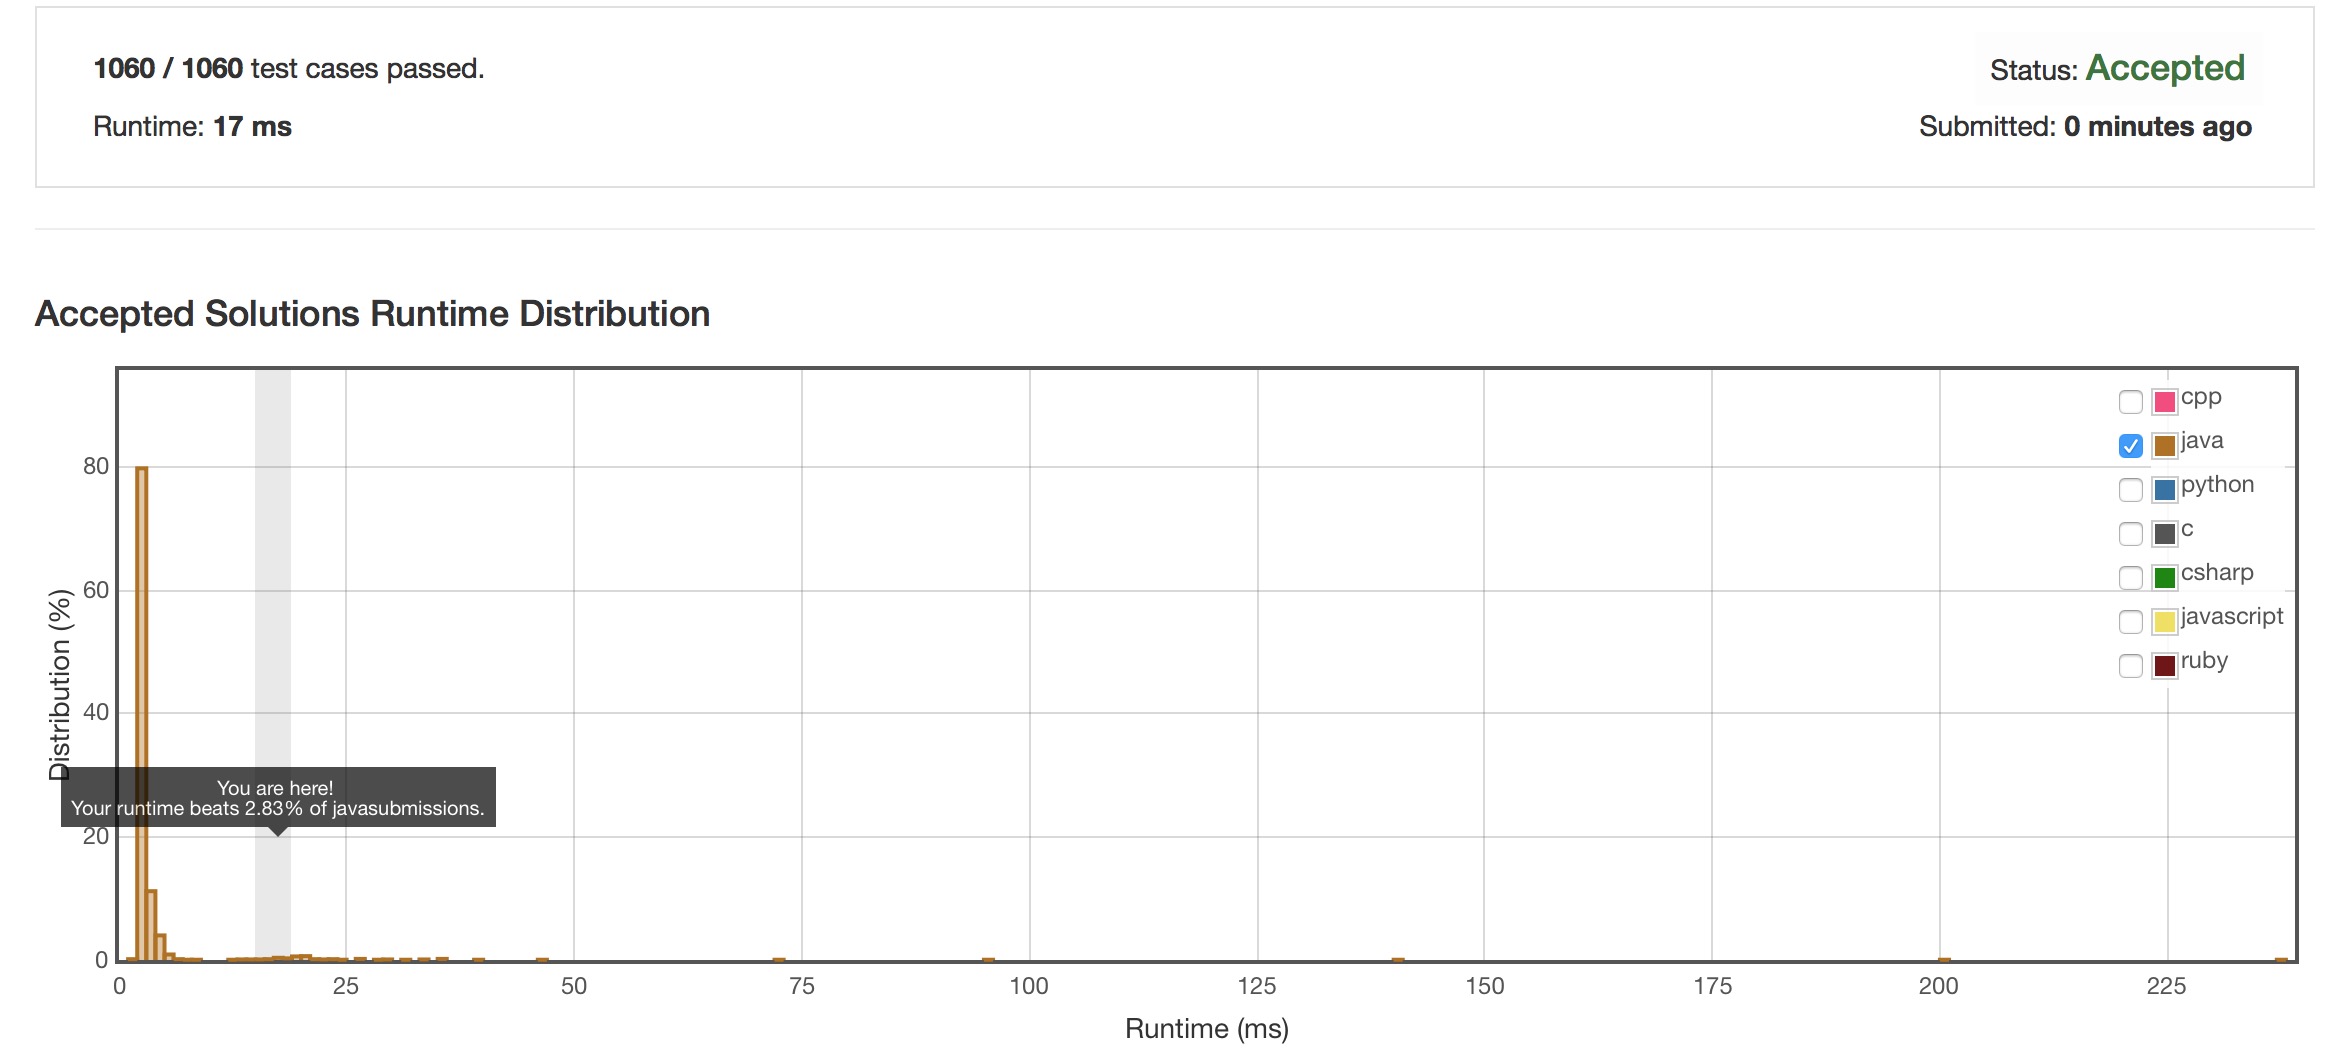 1060 / 1060 test cases passed.
Status: Accepted
Runtime: 17 ms
Submitted: 0 minutes ago
Accepted Solutions Runtime Distribution
cpp
java
python
c
csharp
javascript
ruby
Distribution (%)
80
60
40
20
0
You are here!
Your runtime beats 2.83% of javasubmissions.
0 25 50 75 100 125 150 175 200 225
Runtime (ms)